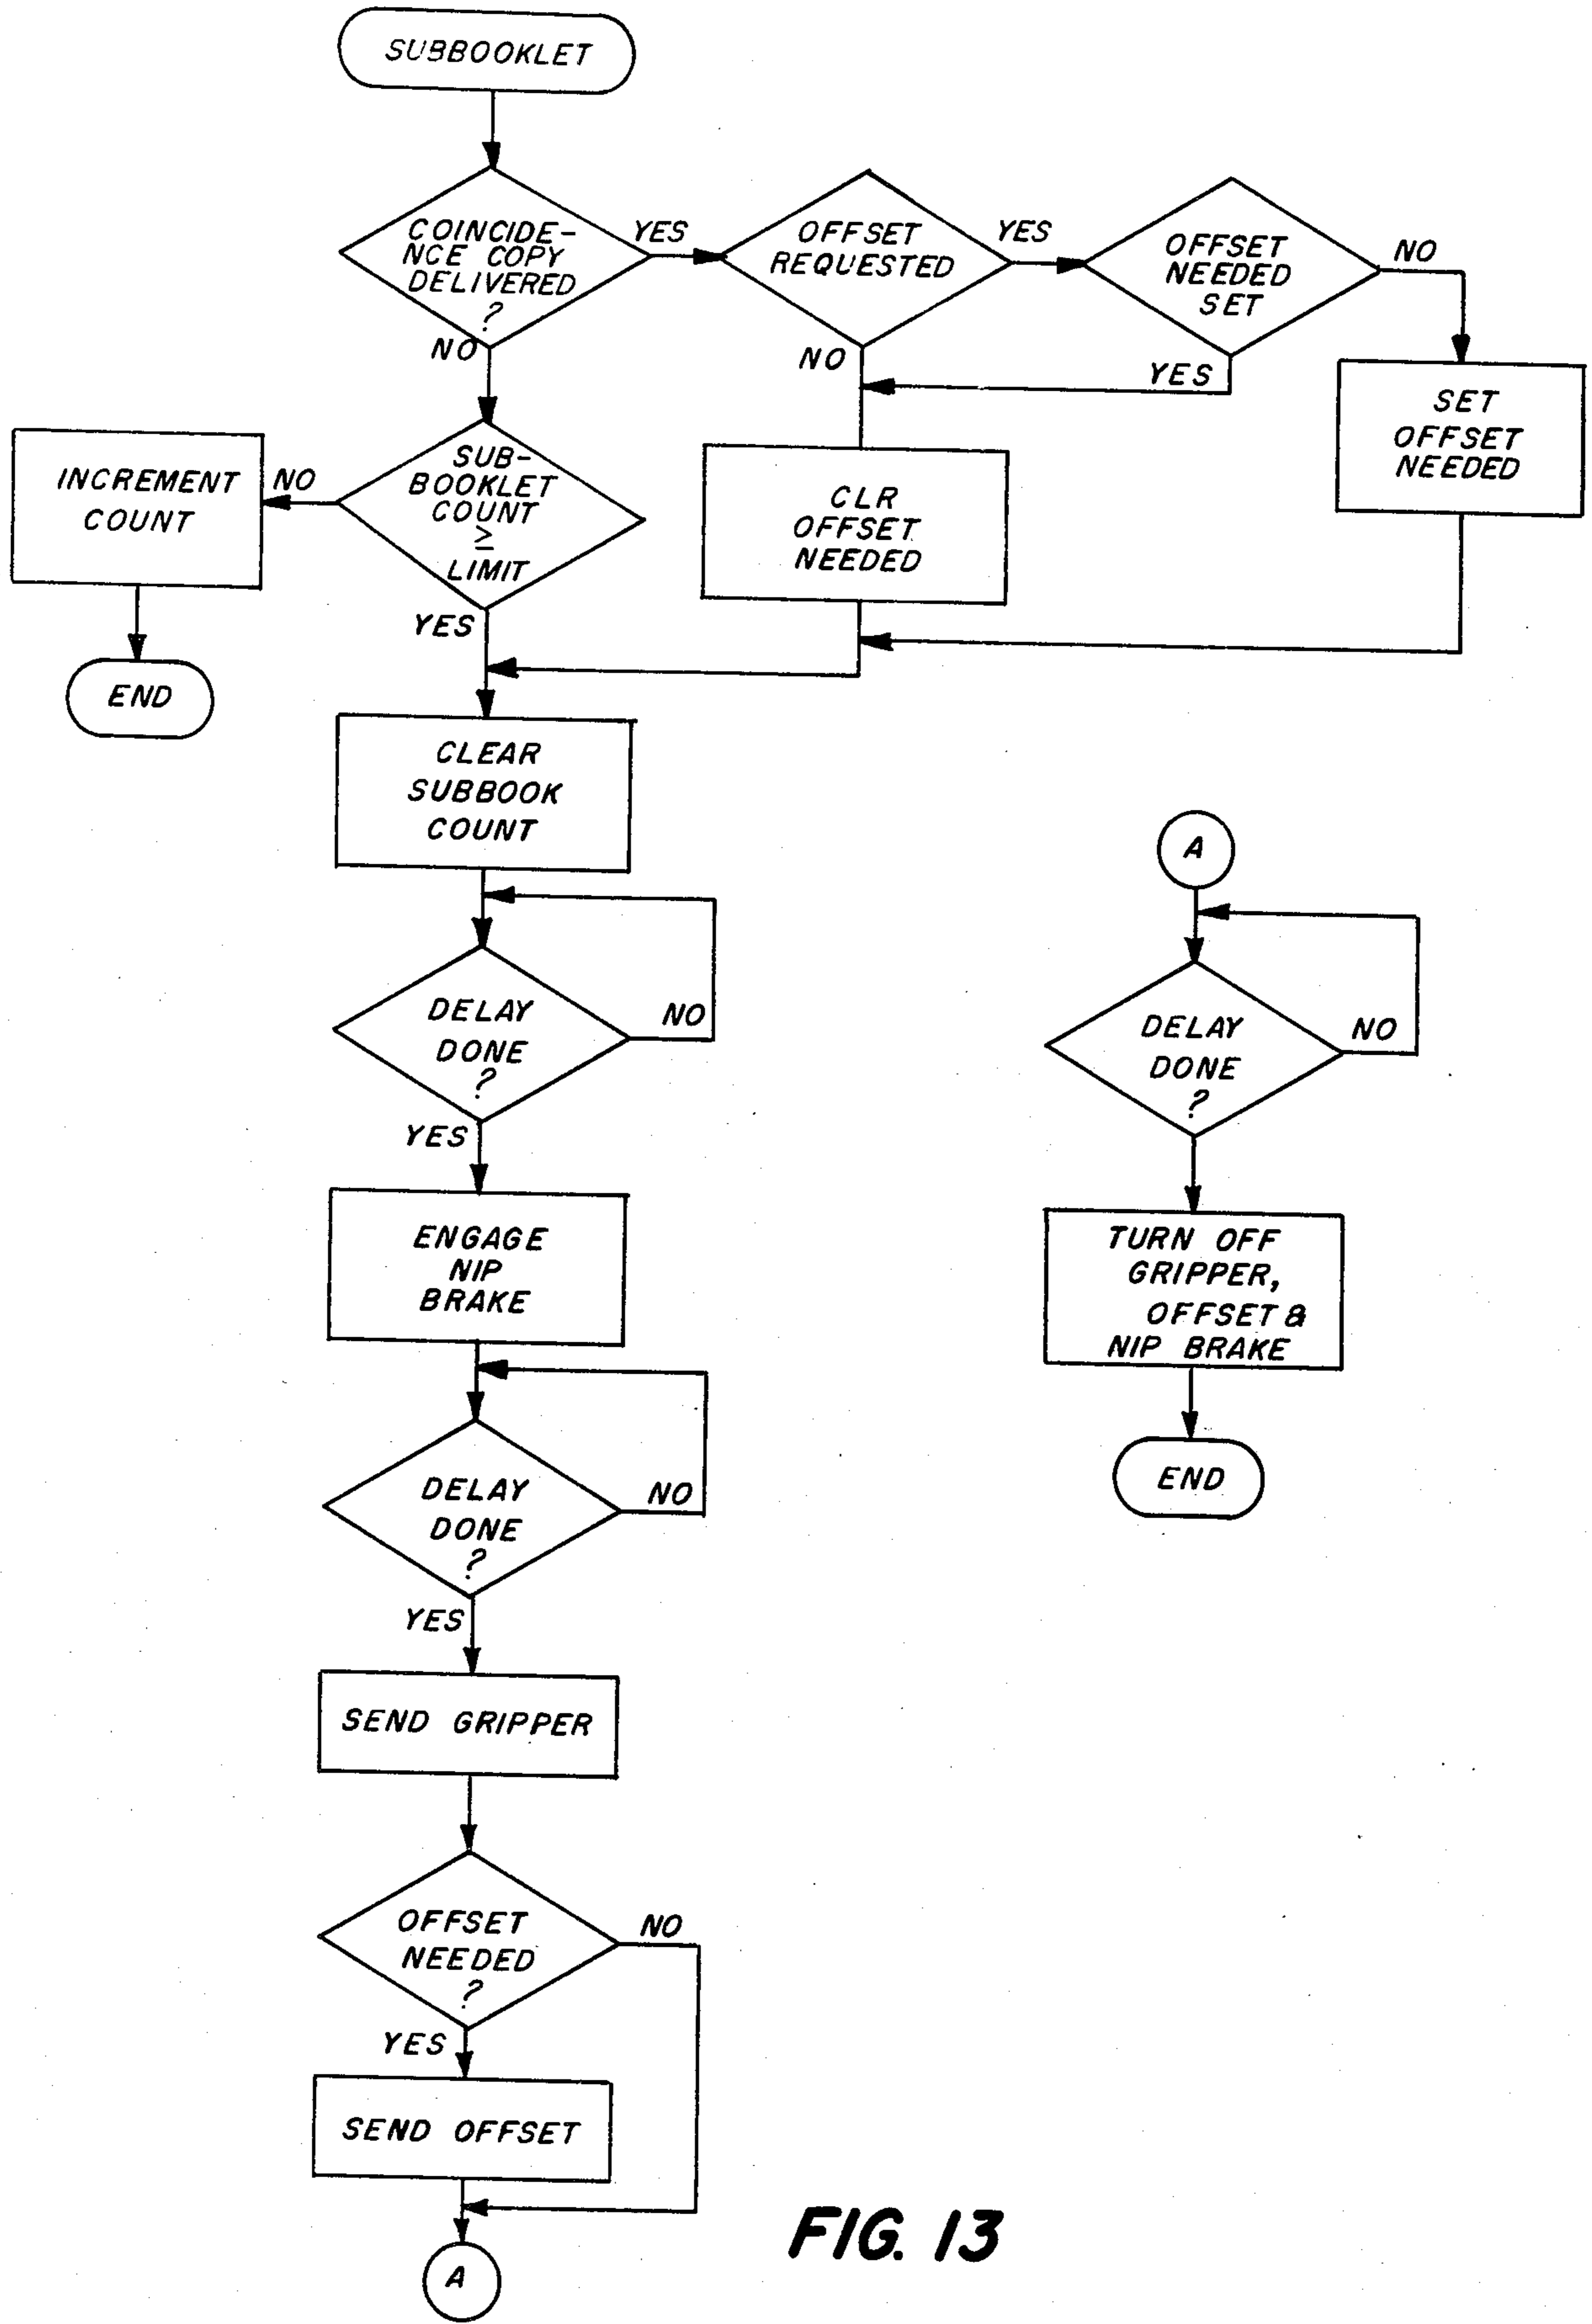 SUBBOOKLET
COINCIDE-
NCE COPY
DELIVERED
?
YES
NO
OFFSET
REQUESTED
YES
NO
OFFSET
NEEDED
SET
NO
YES
SET
OFFSET
NEEDED
CLR
OFFSET
NEEDED
SUB-
BOOKLET
COUNT
≥
LIMIT
NO
YES
INCREMENT
COUNT
END
CLEAR
SUBBOOK
COUNT
DELAY
DONE
?
NO
YES
ENGAGE
NIP
BRAKE
DELAY
DONE
?
NO
YES
SEND GRIPPER
OFFSET
NEEDED
?
NO
YES
SEND OFFSET
A
A
DELAY
DONE
?
NO
TURN OFF
GRIPPER,
OFFSET &
NIP BRAKE
END
FIG. 13